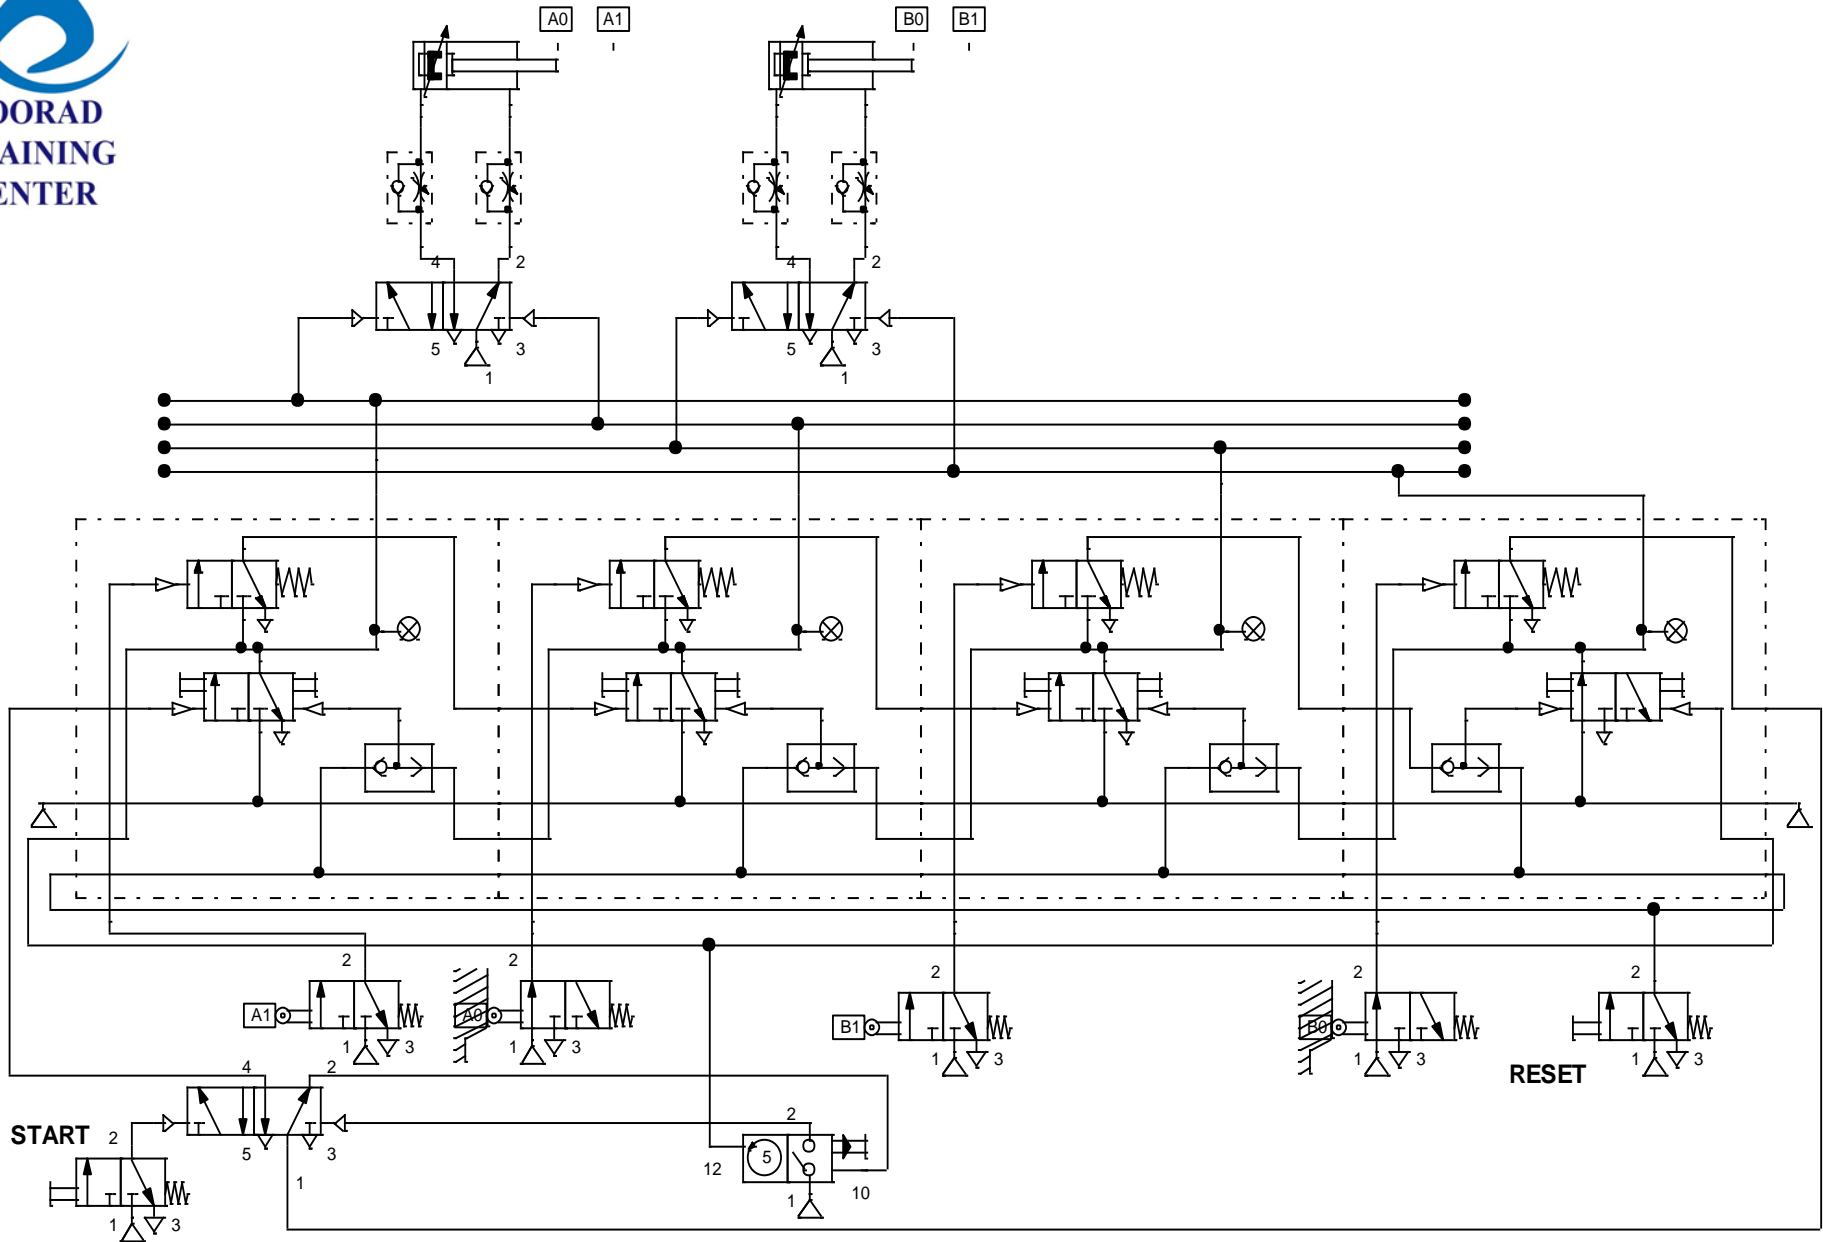 A0 A1 B0 B1
OORAD
AINING
ENTER
4 2 4 2
5 3 5 3
1 1
2 2 2 2 2
A1 A0 B1 B0
1 3 1 3 1 3 1 3 1 3
RESET
4 2
START 2 2
5 3 12 5
1 10
1 3 1